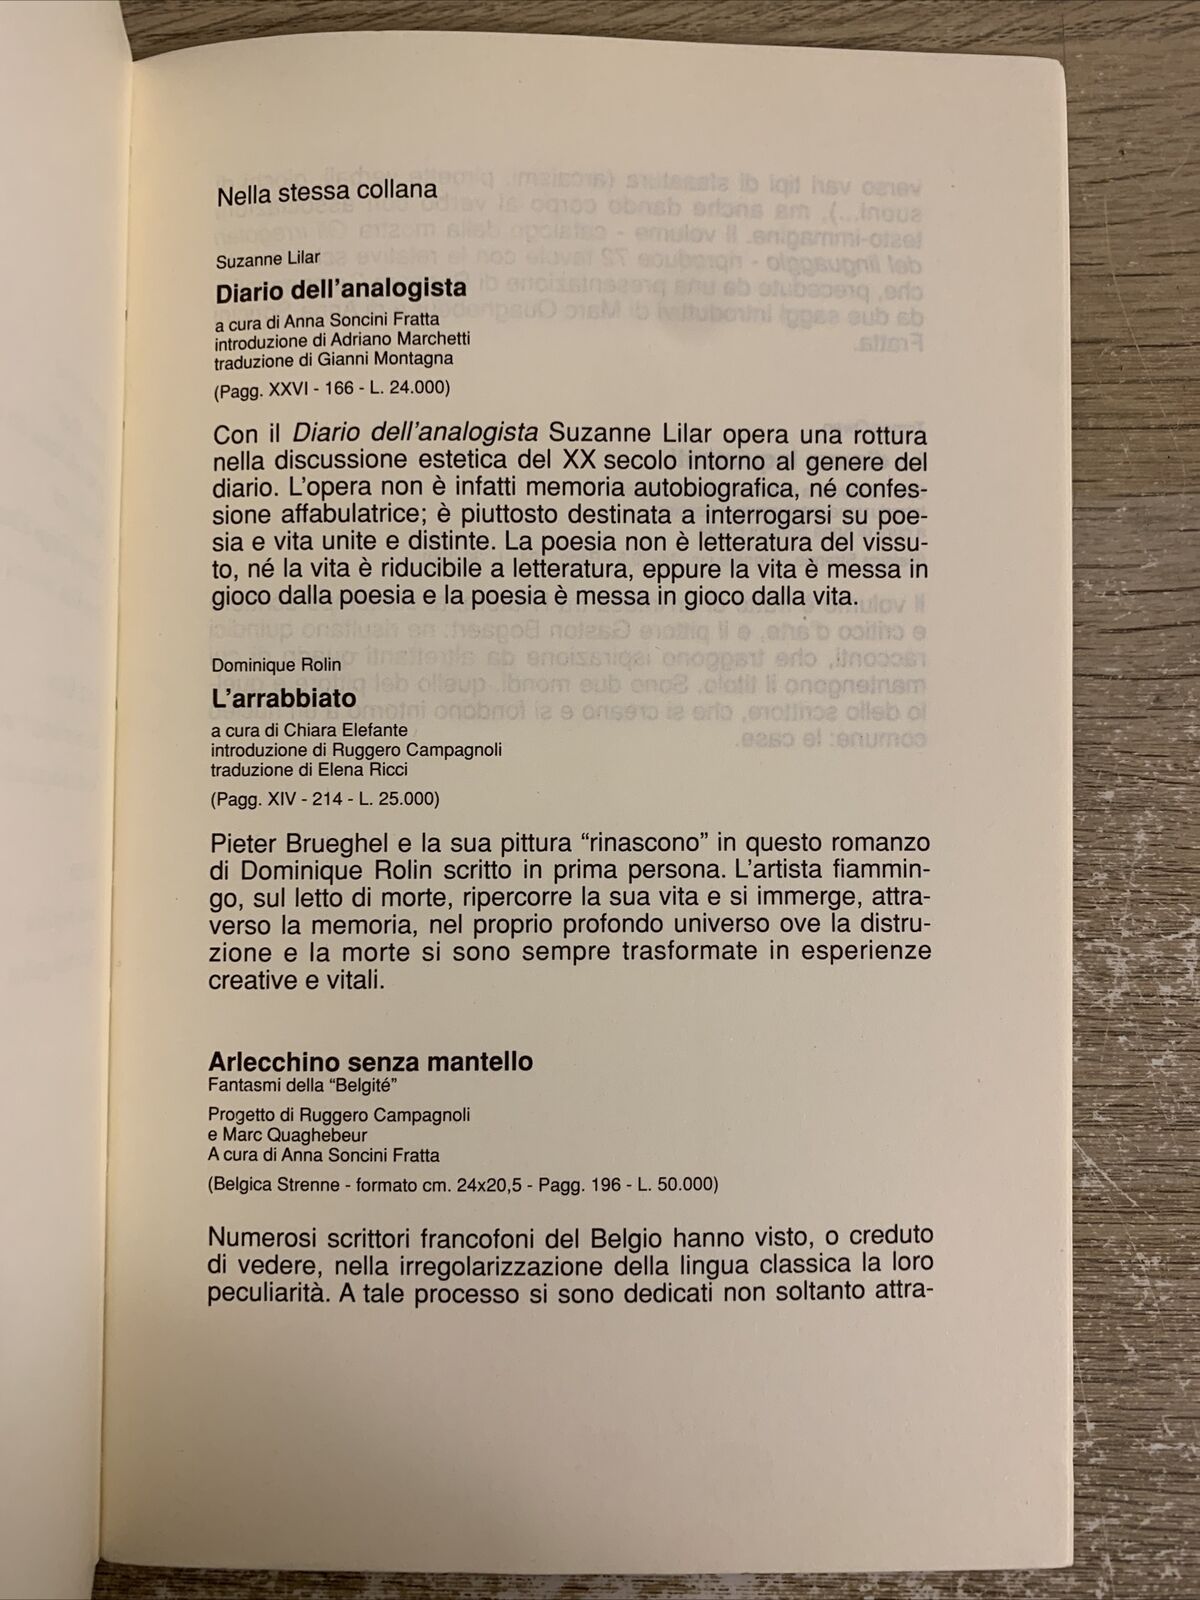 Nella stessa collana
Suzanne Lilar
Diario dell'analogista
a cura di Anna Soncini Fratta
introduzione di Adriano Marchetti
traduzione di Gianni Montagna
(Pagg. XXVI - 166 - L. 24.000)
Con il Diario dell'analogista Suzanne Lilar opera una rottura
nella discussione estetica del XX secolo intorno al genere del
diario. L'opera non è infatti memoria autobiografica, né confes-
sione affabulatrice; è piuttosto destinata a interrogarsi su poe-
sia e vita unite e distinte. La poesia non è letteratura del vissu-
to, né la vita è riducibile a letteratura, eppure la vita è messa in
gioco dalla poesia e la poesia è messa in gioco dalla vita.
Dominique Rolin
L'arrabbiato
a cura di Chiara Elefante
introduzione di Ruggero Campagnoli
traduzione di Elena Ricci
(Pagg. XIV - 214 - L. 25.000)
Pieter Brueghel e la sua pittura “rinascono” in questo romanzo
di Dominique Rolin scritto in prima persona. L'artista fiammin-
go, sul letto di morte, ripercorre la sua vita e si immerge, attra-
verso la memoria, nel proprio profondo universo ove la distru-
zione e la morte si sono sempre trasformate in esperienze
creative e vitali.
Arlecchino senza mantello
Fantasmi della “Belgité”
Progetto di Ruggero Campagnoli
e Marc Quaghebeur
A cura di Anna Soncini Fratta
(Belgica Strenne - formato cm. 24x20,5 - Pagg. 196 - L. 50.000)
Numerosi scrittori francofoni del Belgio hanno visto, o creduto
di vedere, nella irregolarizzazione della lingua classica la loro
peculiarità. A tale processo si sono dedicati non soltanto attra-